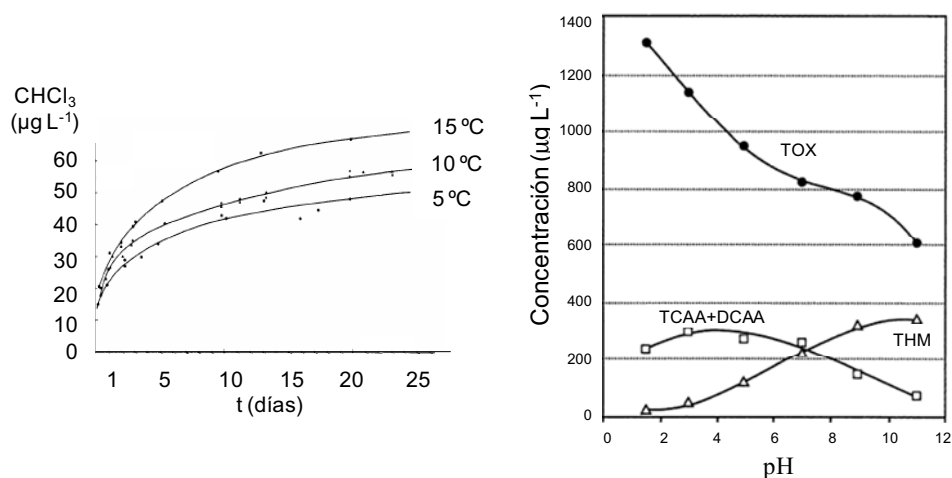 CHCl3
(µg L-1)
60
50
40
30
20
10
0
15 ºC
10 ºC
5 ºC
1 5 10 15 20 25
t (días)
Concentración (µg L-1)
1400
1200
1000
800
600
400
200
0
TOX
TCAA+DCAA
THM
0 2 4 6 8 10 12
pH